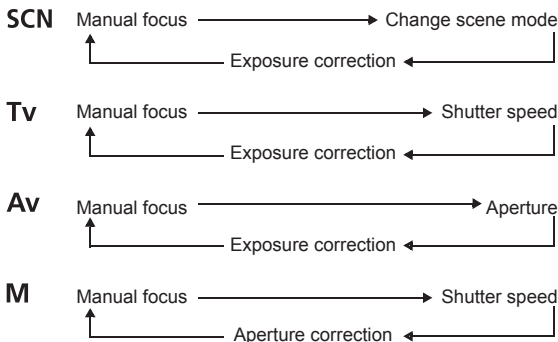 SCN Manual focus Change scene mode
Exposure correction
Tv Manual focus Shutter speed
Exposure correction
Av Manual focus Aperture
Exposure correction
M Manual focus Shutter speed
Aperture correction